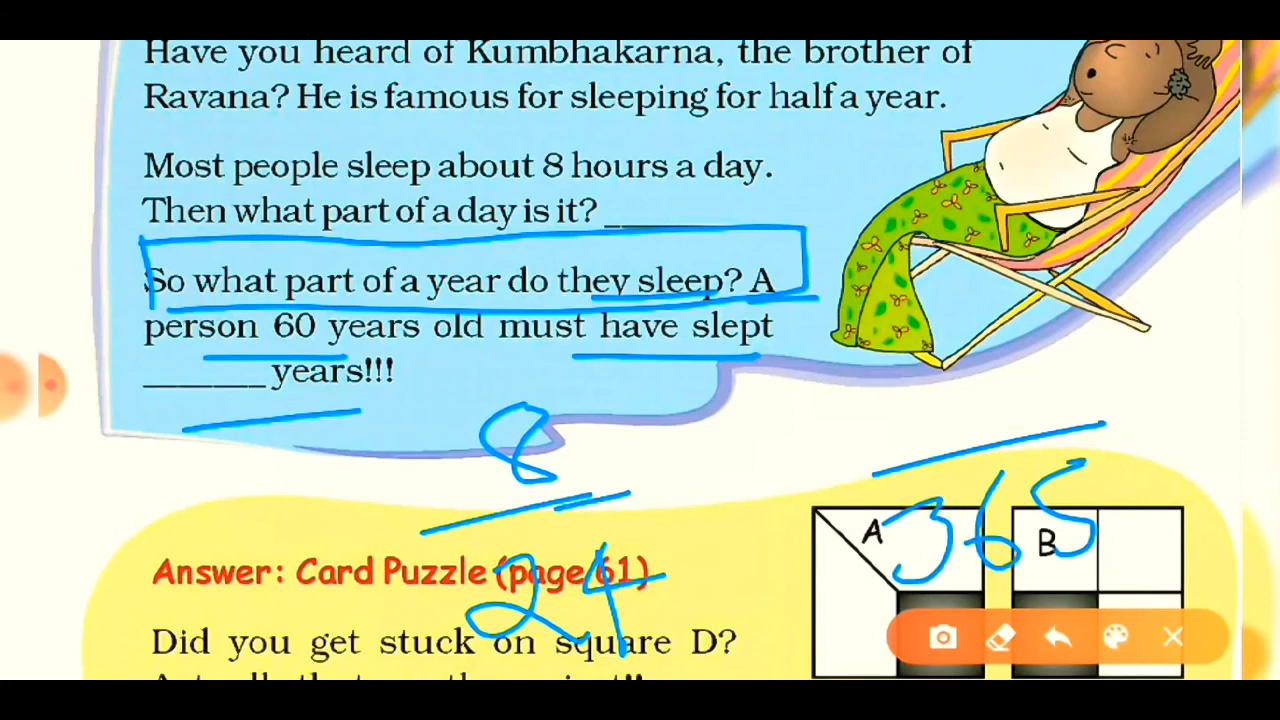 Have you heard of Kumbhakarna, the brother of
Ravana? He is famous for sleeping for half a year.
Most people sleep about 8 hours a day.
Then what part of a day is it? ______
So what part of a year do they sleep? A
person 60 years old must have slept
______ years!!!
8
24
365
A
B
Answer: Card Puzzle (page 61)
Did you get stuck on square D?